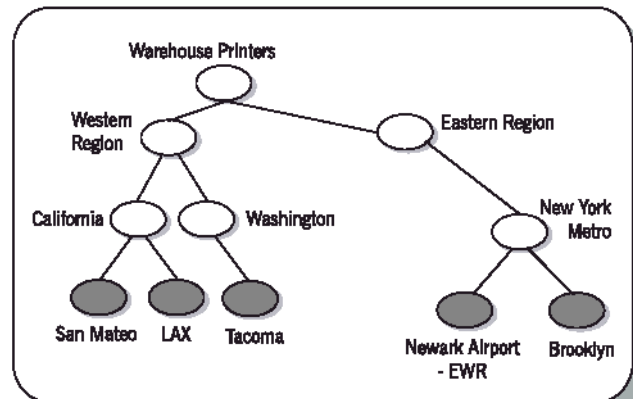 Warehouse Printers
Western
Region
Eastern Region
California
Washington
New York
Metro
San Mateo
LAX
Tacoma
Newark Airport
- EWR
Brooklyn